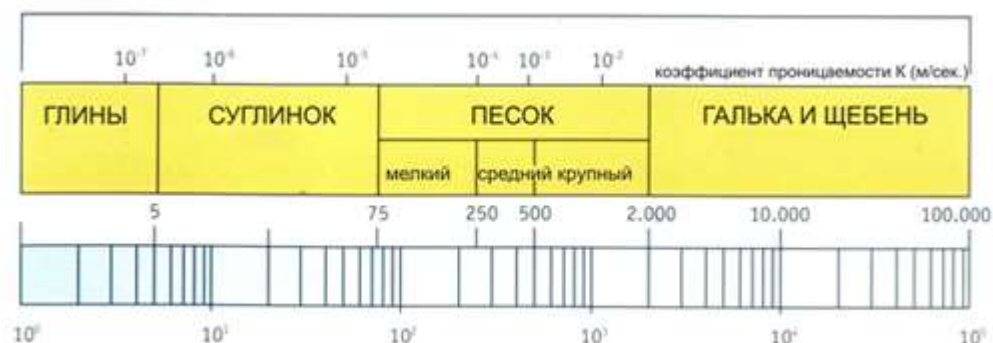 10⁻⁷ 10⁻⁶ 10⁻⁵ 10⁻⁴ 10⁻³ 10⁻²
коэффициент проницаемости К (м/сек.)
ГЛИНЫ СУГЛИНОК ПЕСОК ГАЛЬКА И ЩЕБЕНЬ
мелкий средний крупный
5 75 250 500 2.000 10.000 100.000
10⁰ 10¹ 10² 10³ 10⁴ 10⁵